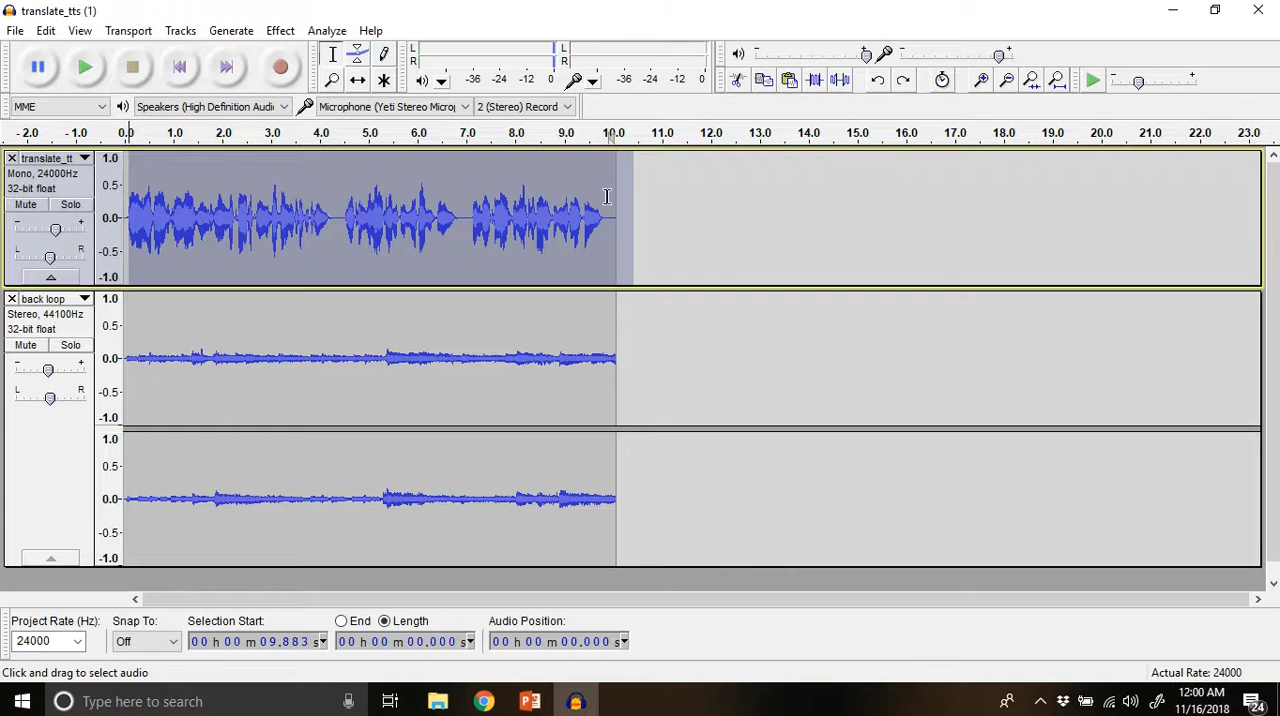 translate_tts (1)
File Edit View Transport Tracks Generate Effect Analyze Help
L
R
-36 -24 -12 0
L
R
-36 -24 -12 0
MME
Speakers (High Definition Audi
Microphone (Yeti Stereo Microp
2 (Stereo) Record
-2.0 -1.0 0.0 1.0 2.0 3.0 4.0 5.0 6.0 7.0 8.0 9.0 10.0 11.0 12.0 13.0 14.0 15.0 16.0 17.0 18.0 19.0 20.0 21.0 22.0 23.0
translate_tt
Mono, 24000Hz
32-bit float
Mute Solo
- +
L R
1.0
0.5
0.0
-0.5
-1.0
back loop
Stereo, 44100Hz
32-bit float
Mute Solo
- +
L R
1.0
0.5
0.0
-0.5
-1.0
1.0
0.5
0.0
-0.5
-1.0
Project Rate (Hz): Snap To: Selection Start: End Length Audio Position:
24000 Off 00 h 00 m 09.883 s 00 h 00 m 00.000 s 00 h 00 m 00.000 s
Click and drag to select audio
Actual Rate: 24000
Type here to search
12:00 AM
11/16/2018
24